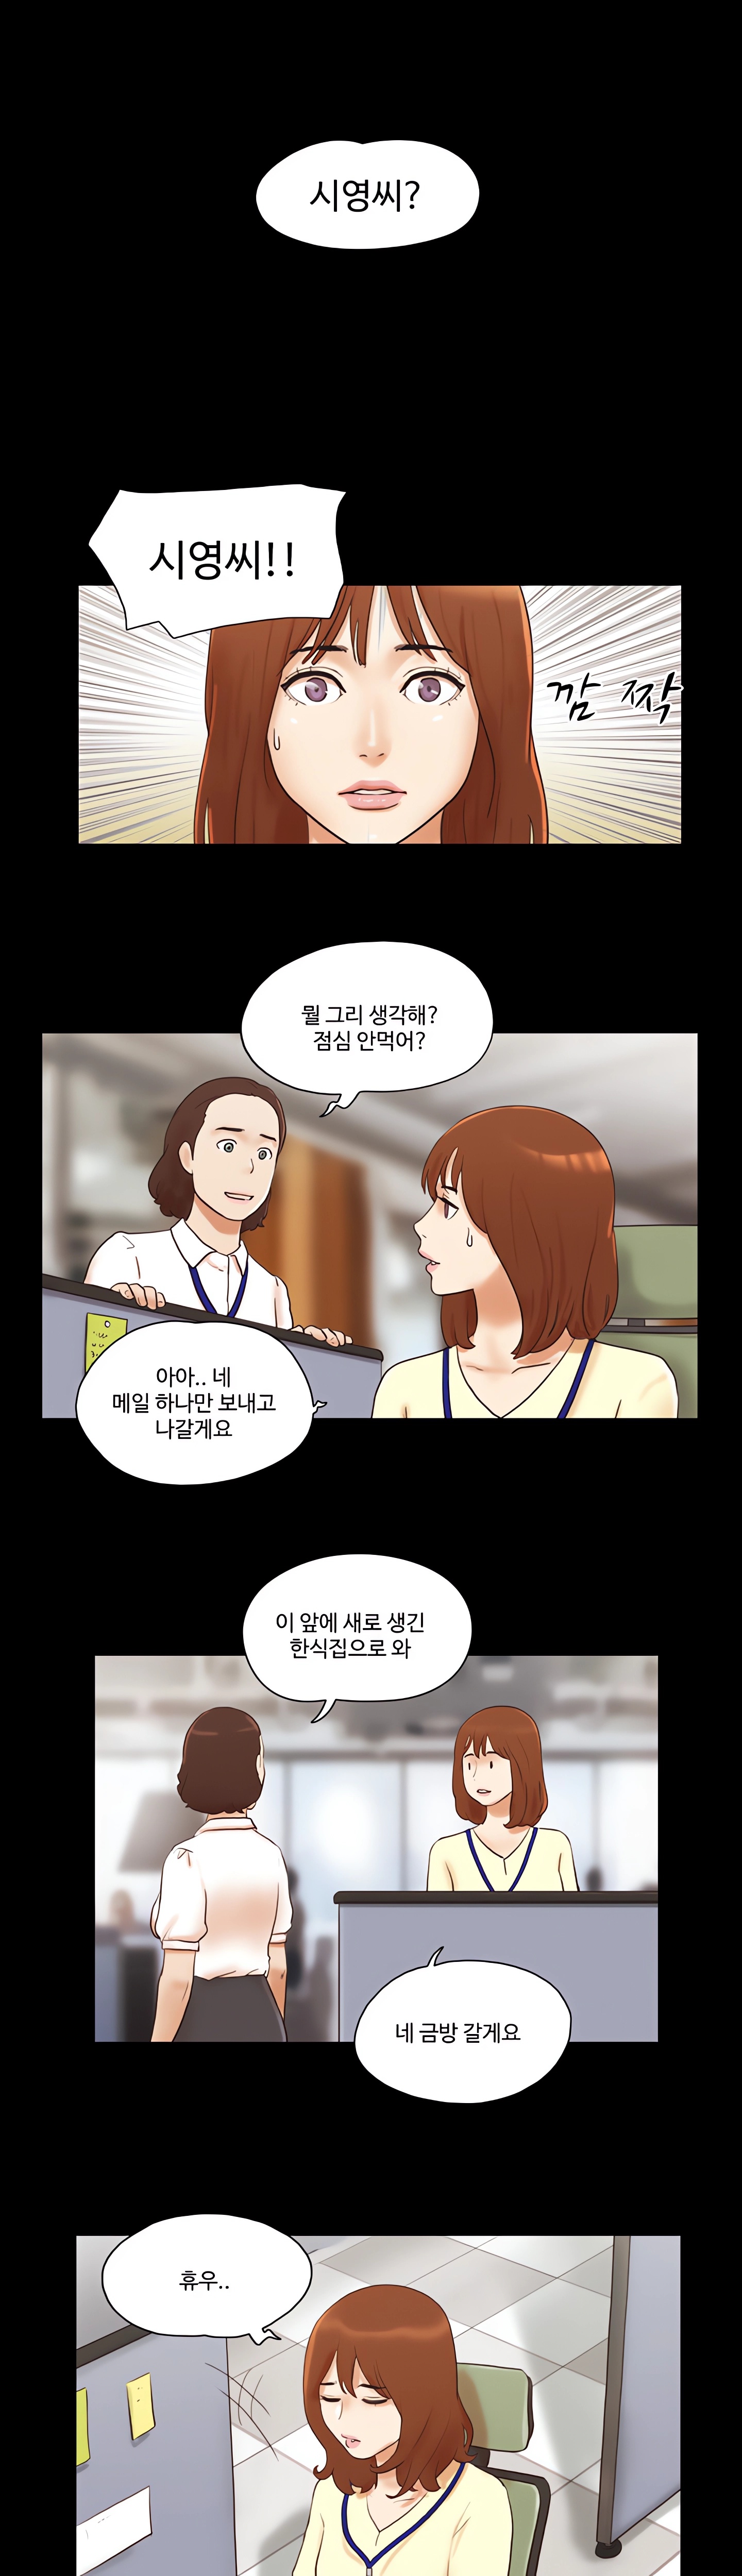 시영씨?
시영씨!!
깜짝
뭘 그리 생각해?
점심 안먹어?
아아.. 네
메일 하나만 보내고
나갈게요
이 앞에 새로 생긴
한식집으로 와
네 금방 갈게요
휴우..